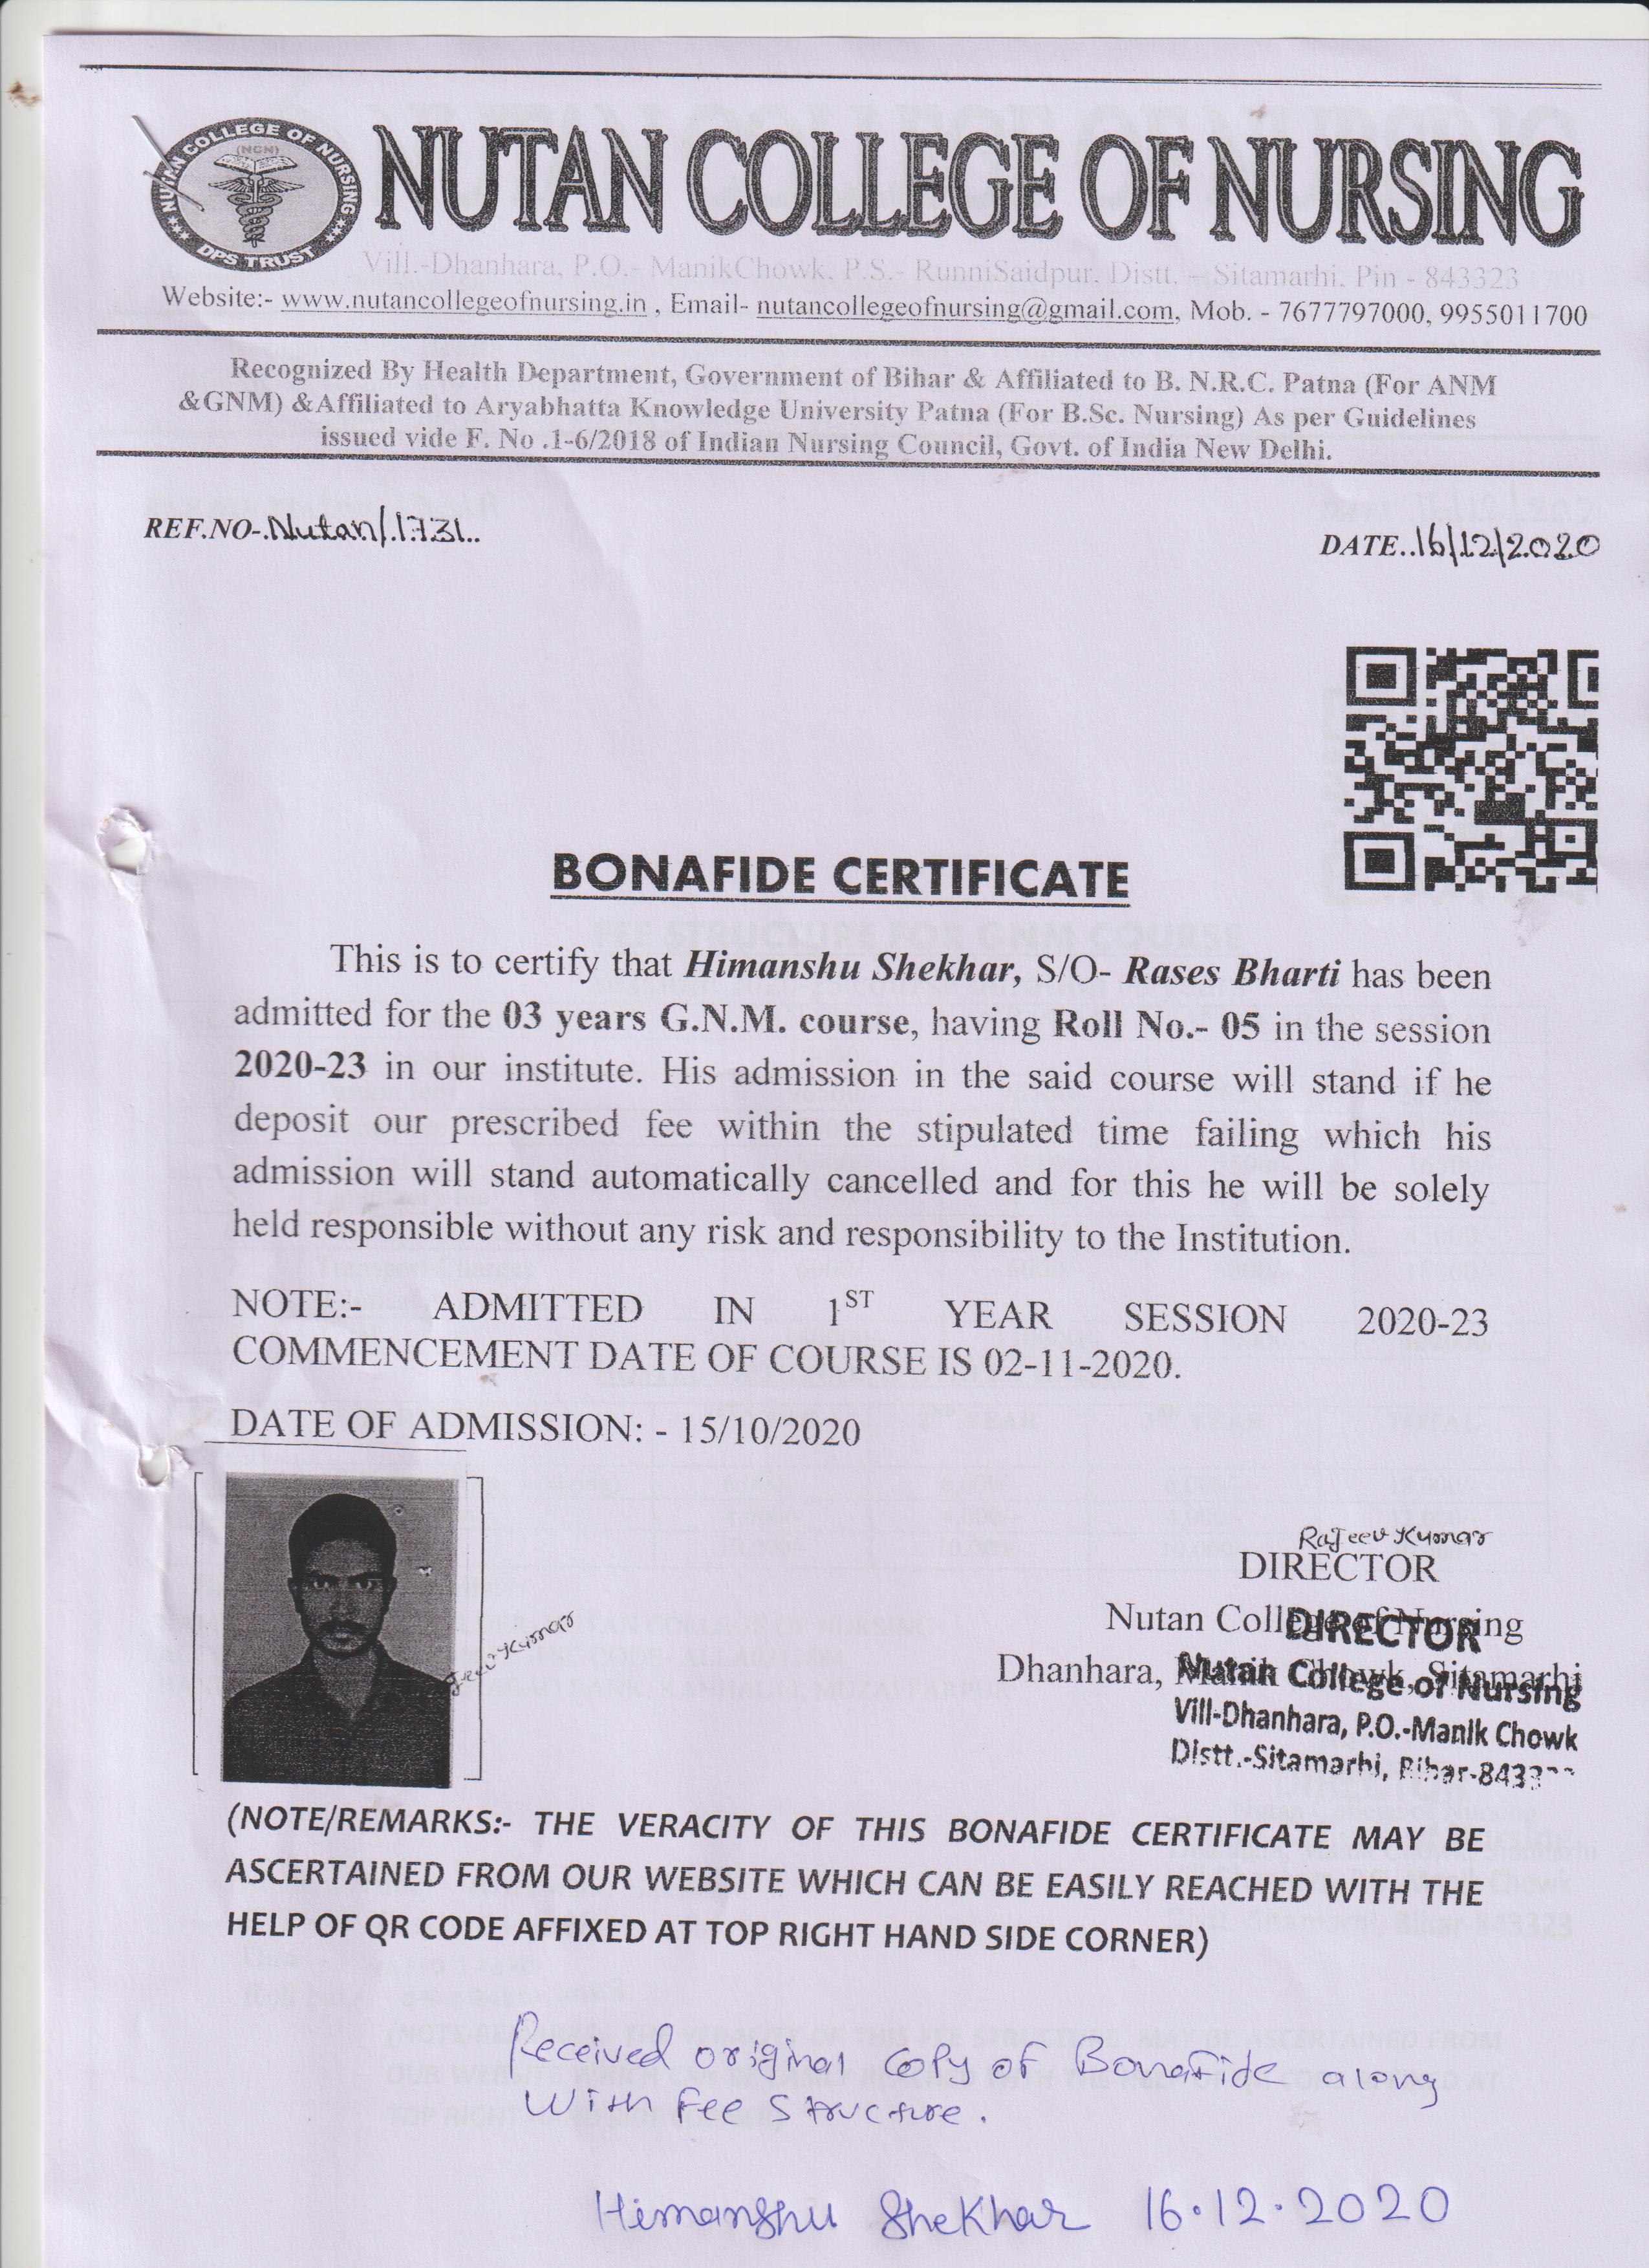 NUTAN COLLEGE OF NURSING
(NCN)
DPS TRUST
NUTAN COLLEGE OF NURSING
Vill.-Dhanhara, P.O.- ManikChowk, P.S.- RunniSaidpur, Distt. – Sitamarhi, Pin - 843323
Website:- www.nutancollegeofnursing.in , Email- nutancollegeofnursing@gmail.com, Mob. - 7677797000, 9955011700
Recognized By Health Department, Government of Bihar & Affiliated to B. N.R.C. Patna (For ANM
&GNM) &Affiliated to Aryabhatta Knowledge University Patna (For B.Sc. Nursing) As per Guidelines
issued vide F. No .1-6/2018 of Indian Nursing Council, Govt. of India New Delhi.
REF.NO-.Nutan/.1731.. DATE..16/12/2020
BONAFIDE CERTIFICATE
This is to certify that Himanshu Shekhar, S/O- Rases Bharti has been
admitted for the 03 years G.N.M. course, having Roll No.- 05 in the session
2020-23 in our institute. His admission in the said course will stand if he
deposit our prescribed fee within the stipulated time failing which his
admission will stand automatically cancelled and for this he will be solely
held responsible without any risk and responsibility to the Institution.
NOTE:- ADMITTED IN 1ST YEAR SESSION 2020-23
COMMENCEMENT DATE OF COURSE IS 02-11-2020.
DATE OF ADMISSION: - 15/10/2020
Rajeev Kumar
DIRECTOR
Nutan College of Nursing
Dhanhara, Manik Chowk, Sitamarhi
DIRECTOR
Nutan College of Nursing
Vill-Dhanhara, P.O.-Manik Chowk
Distt.-Sitamarhi, Bihar-8433
Kumar
(NOTE/REMARKS:- THE VERACITY OF THIS BONAFIDE CERTIFICATE MAY BE
ASCERTAINED FROM OUR WEBSITE WHICH CAN BE EASILY REACHED WITH THE
HELP OF QR CODE AFFIXED AT TOP RIGHT HAND SIDE CORNER)
Received original copy of Bonafide along
With Fee Structure.
Himanshu Shekhar 16.12.2020